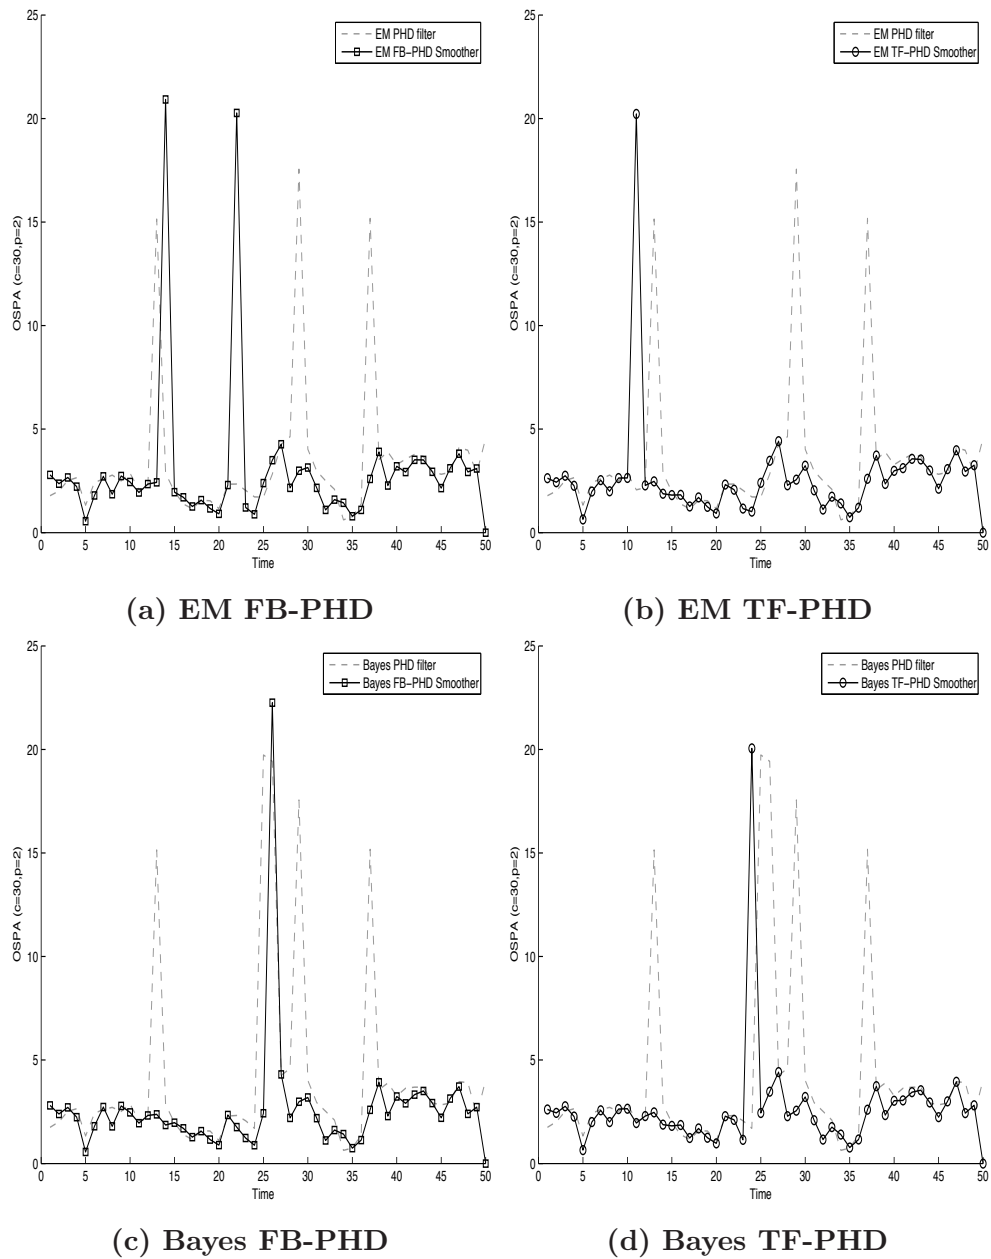 25
20
15
10
5
0
OSPA (c=30,p=2)
0 5 10 15 20 25 30 35 40 45 50
Time
EM PHD filter
EM FB-PHD Smoother
(a) EM FB-PHD
25
20
15
10
5
0
OSPA (c=30,p=2)
0 5 10 15 20 25 30 35 40 45 50
Time
EM PHD filter
EM TF-PHD Smoother
(b) EM TF-PHD
25
20
15
10
5
0
OSPA (c=30,p=2)
0 5 10 15 20 25 30 35 40 45 50
Time
Bayes PHD filter
Bayes FB-PHD Smoother
(c) Bayes FB-PHD
25
20
15
10
5
0
OSPA (c=30,p=2)
0 5 10 15 20 25 30 35 40 45 50
Time
Bayes PHD filter
Bayes TF-PHD Smoother
(d) Bayes TF-PHD